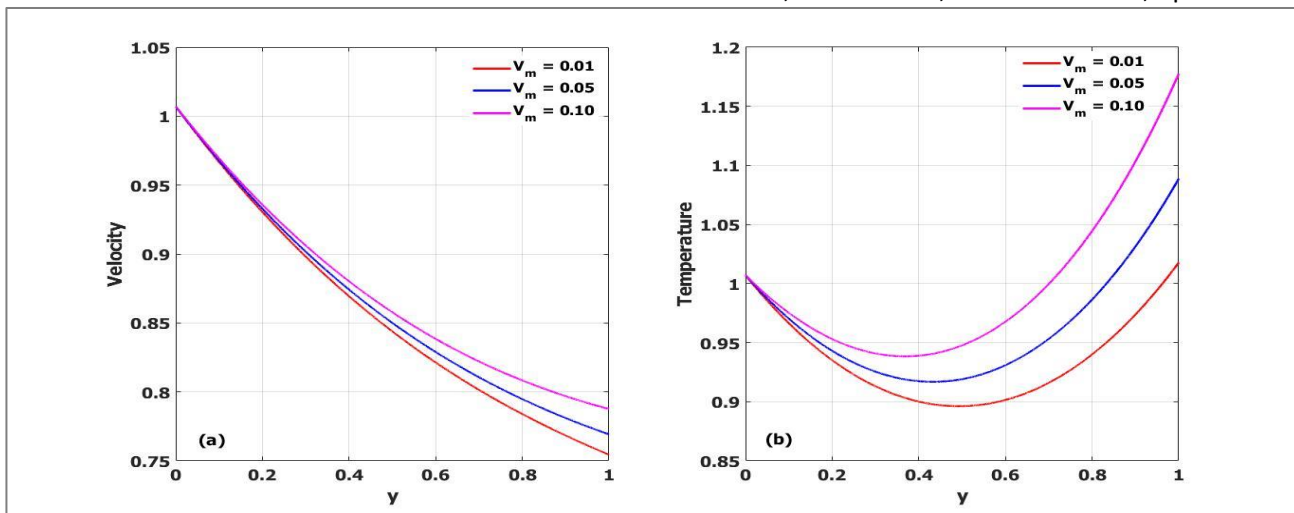 1.05
1
0.95
0.9
0.85
0.8
0.75
Velocity
V_m = 0.01
V_m = 0.05
V_m = 0.10
(a)
0 0.2 0.4 0.6 0.8 1
y
1.2
1.15
1.1
1.05
1
0.95
0.9
0.85
Temperature
V_m = 0.01
V_m = 0.05
V_m = 0.10
(b)
0 0.2 0.4 0.6 0.8 1
y